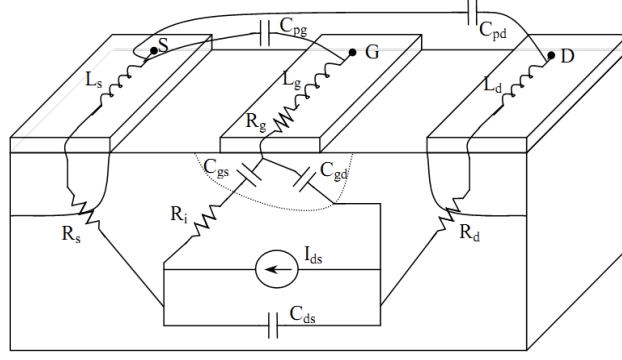 C_pg
C_pd
S
G
D
L_s
L_g
L_d
R_g
C_gs
C_gd
R_i
R_s
R_d
I_ds
C_ds